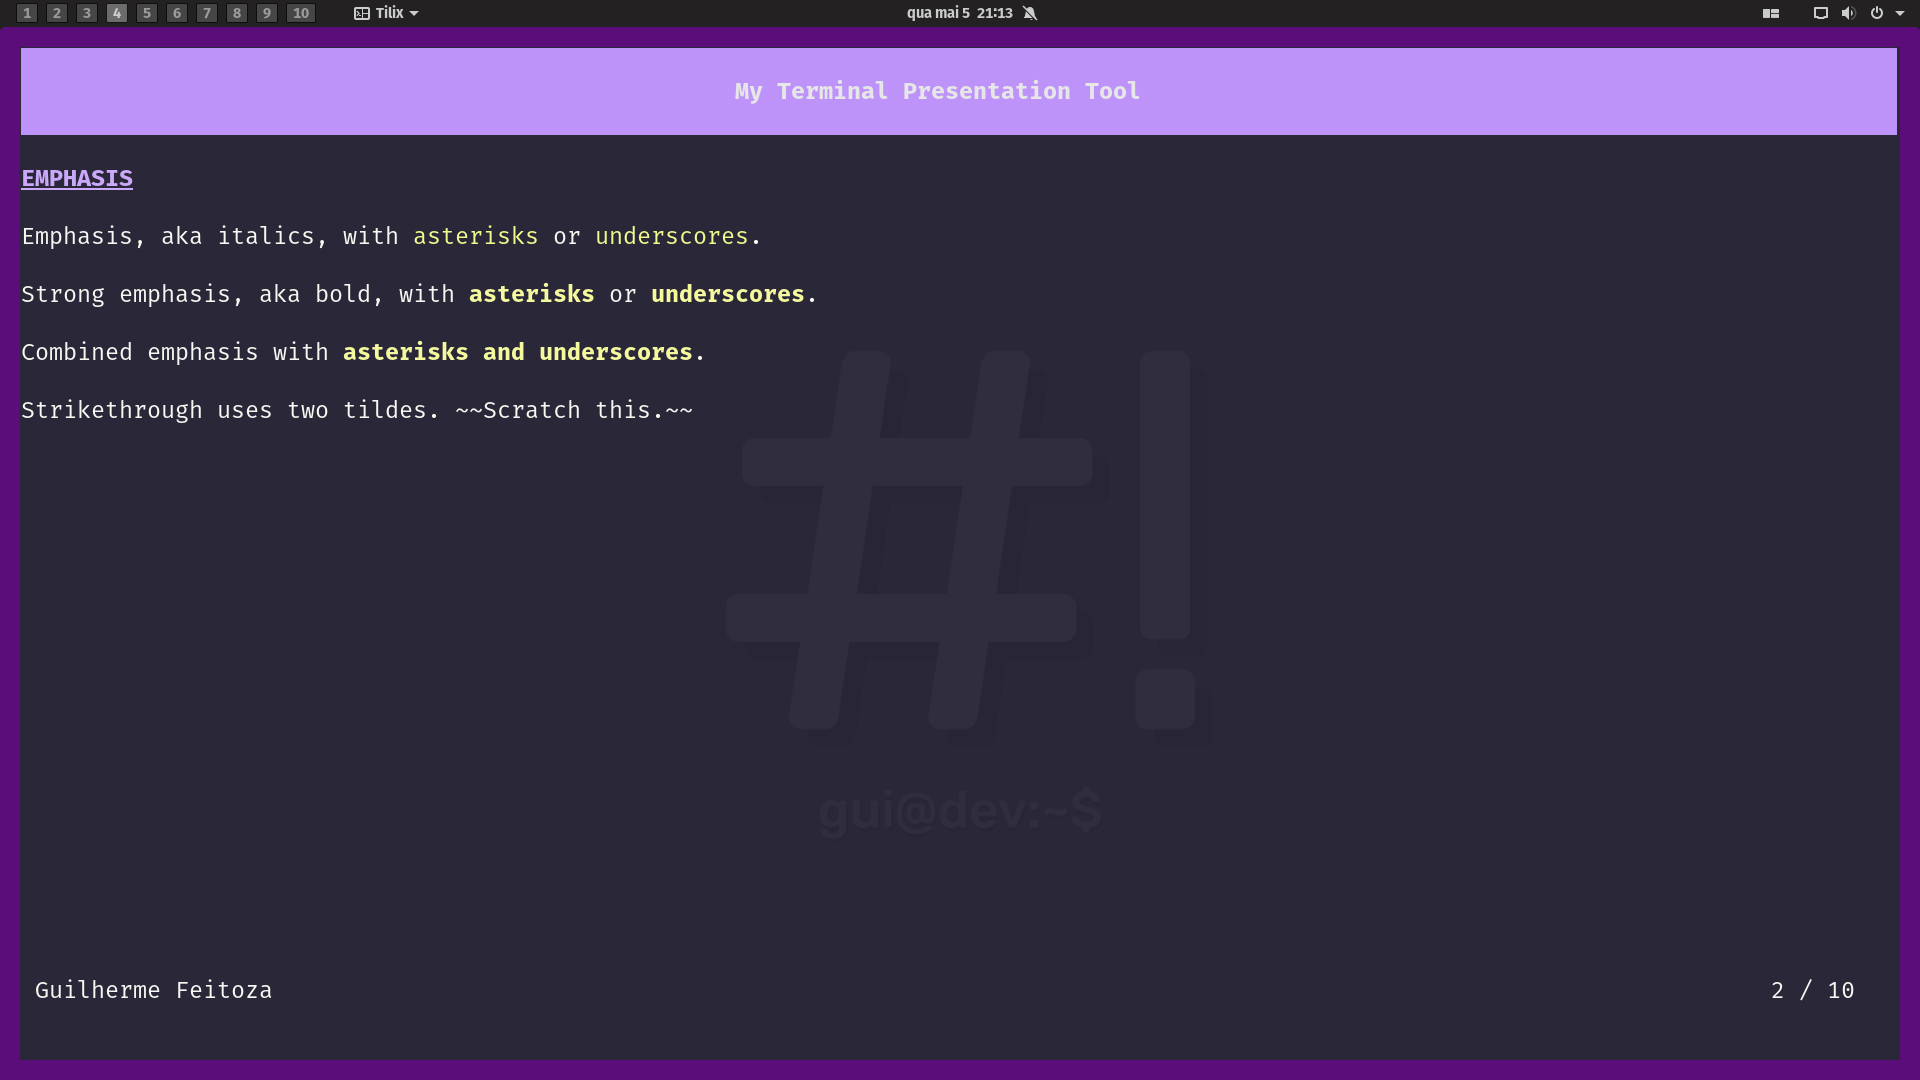 1 2 3 4 5 6 7 8 9 10 Tilix qua mai 5 21:13
My Terminal Presentation Tool
EMPHASIS
Emphasis, aka italics, with asterisks or underscores.
Strong emphasis, aka bold, with asterisks or underscores.
Combined emphasis with asterisks and underscores.
Strikethrough uses two tildes. ~~Scratch this.~~
#!
gui@dev:~$
Guilherme Feitoza 2 / 10